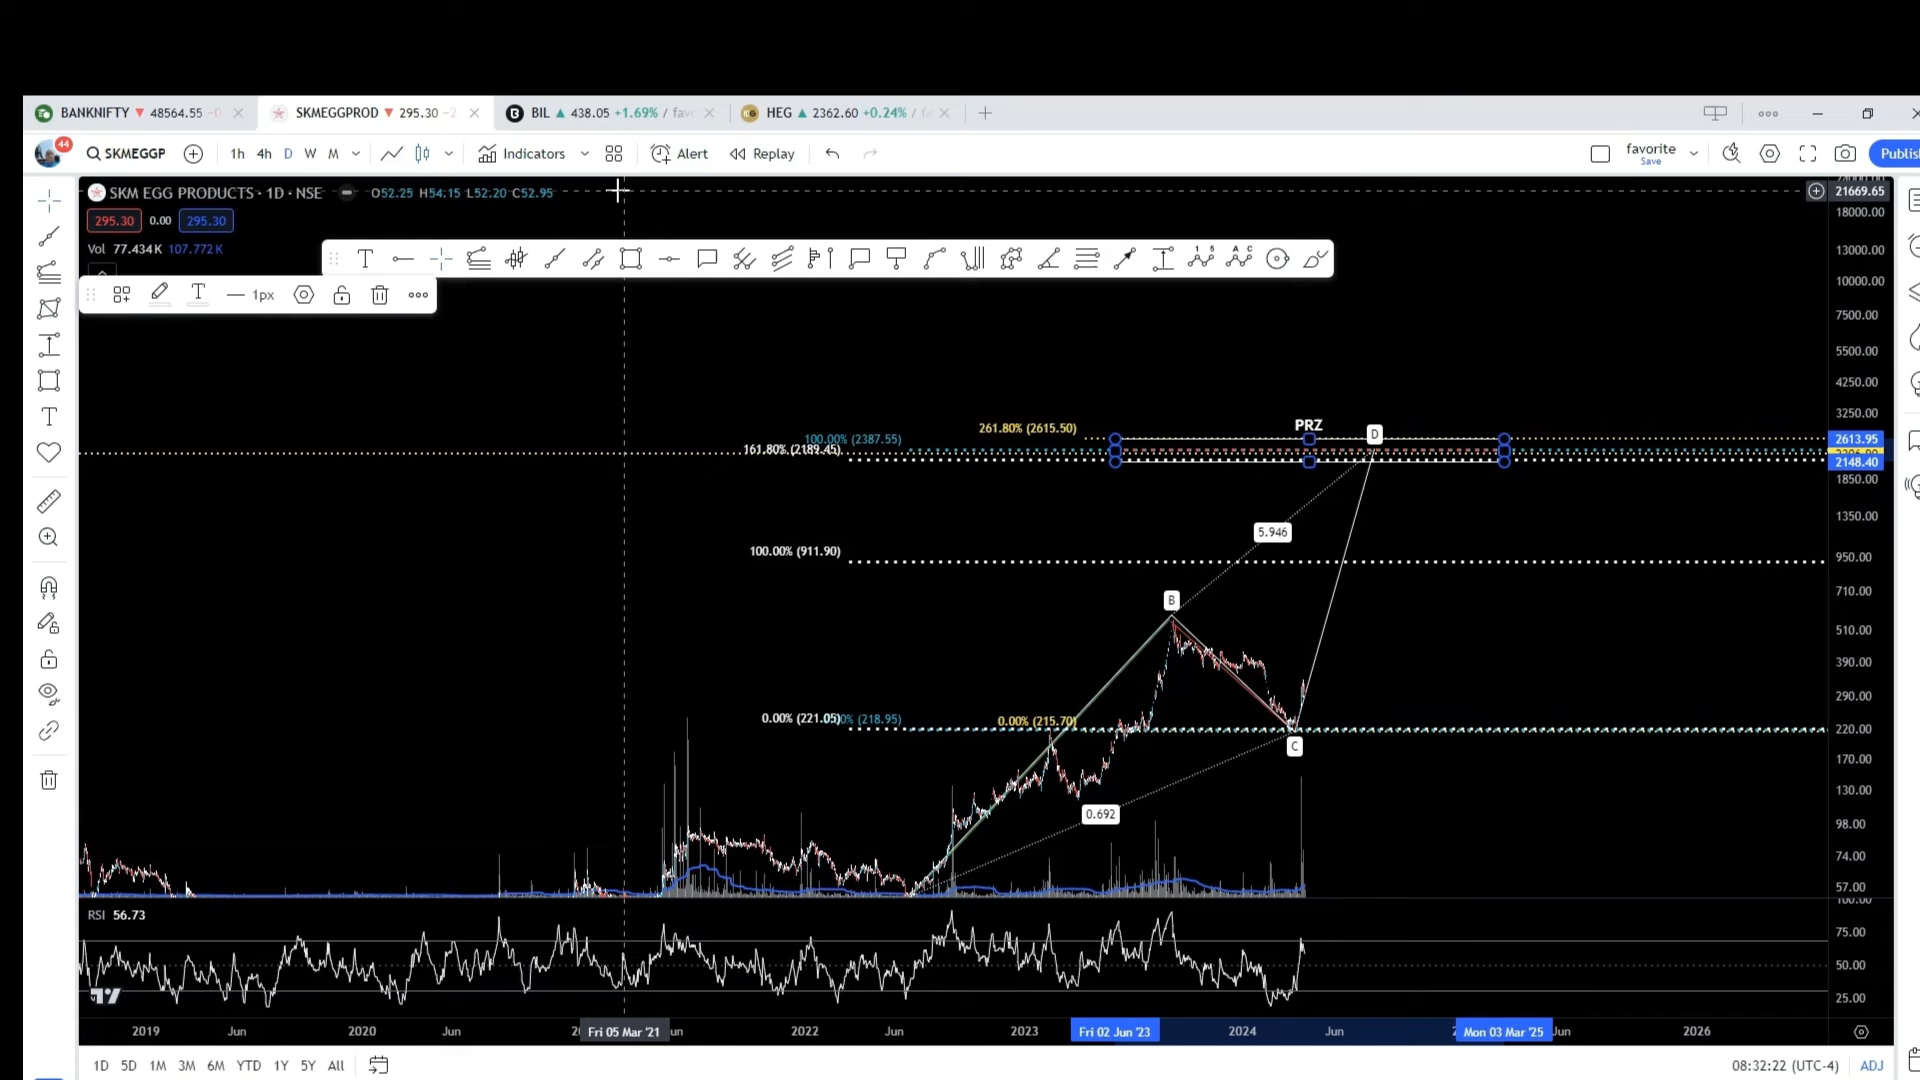 BANKNIFTY 48564.55
SKMEGGPROD 295.30
BIL 438.05 +1.69% / fav
HEG 2362.60 +0.24% / fa
44
SKMEGGP
1h 4h D W M
Indicators
Alert
Replay
favorite
Save
Publis
SKM EGG PRODUCTS · 1D · NSE O52.25 H54.15 L52.20 C52.95
295.30 0.00 295.30
Vol 77.434K 107.772K
1px
21669.65
18000.00
13000.00
10000.00
7500.00
5500.00
4250.00
3250.00
2613.95
2148.40
1850.00
1350.00
950.00
710.00
510.00
390.00
290.00
220.00
170.00
130.00
98.00
74.00
57.00
PRZ
D
261.80% (2615.50)
100.00% (2387.55)
161.80% (2189.45)
5.946
100.00% (911.90)
B
0.00% (221.05)
0% (218.95)
0.00% (215.70)
C
0.692
RSI 56.73
100.00
75.00
50.00
25.00
2019 Jun 2020 Jun Fri 05 Mar '21 un 2022 Jun 2023 Fri 02 Jun '23 2024 Jun Mon 03 Mar '25 Jun 2026
1D 5D 1M 3M 6M YTD 1Y 5Y All
08:32:22 (UTC-4) ADJ